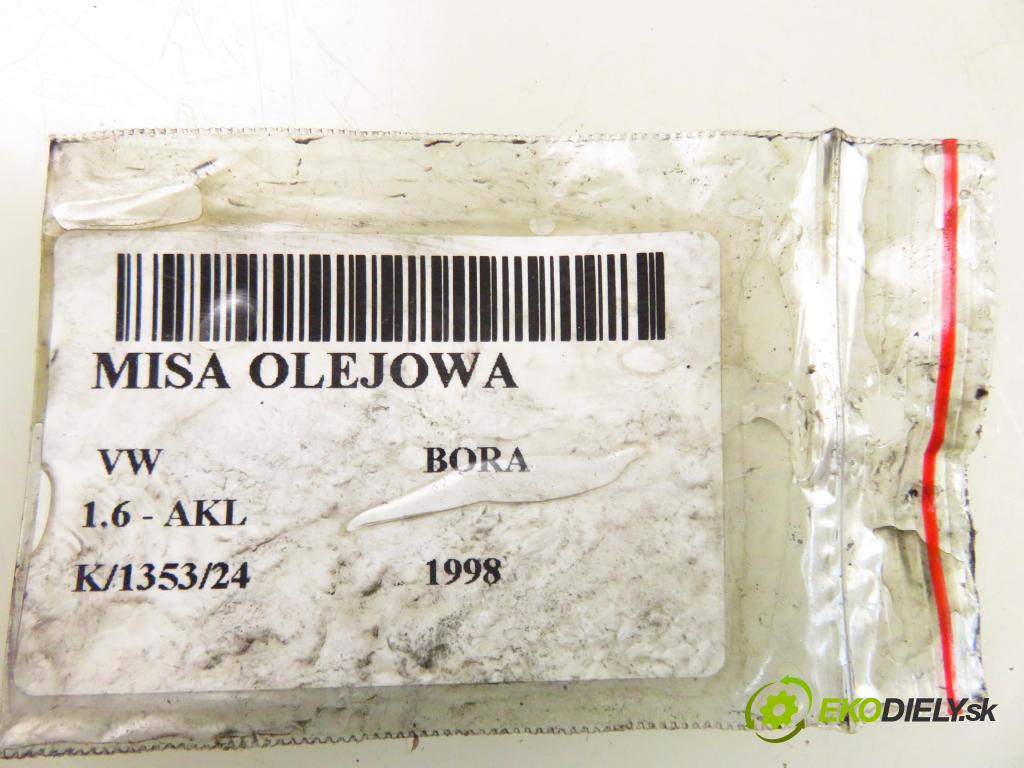 MISA OLEJOWA
VW BORA
1.6 - AKL
K/1353/24 1998
EKODIELY.sk